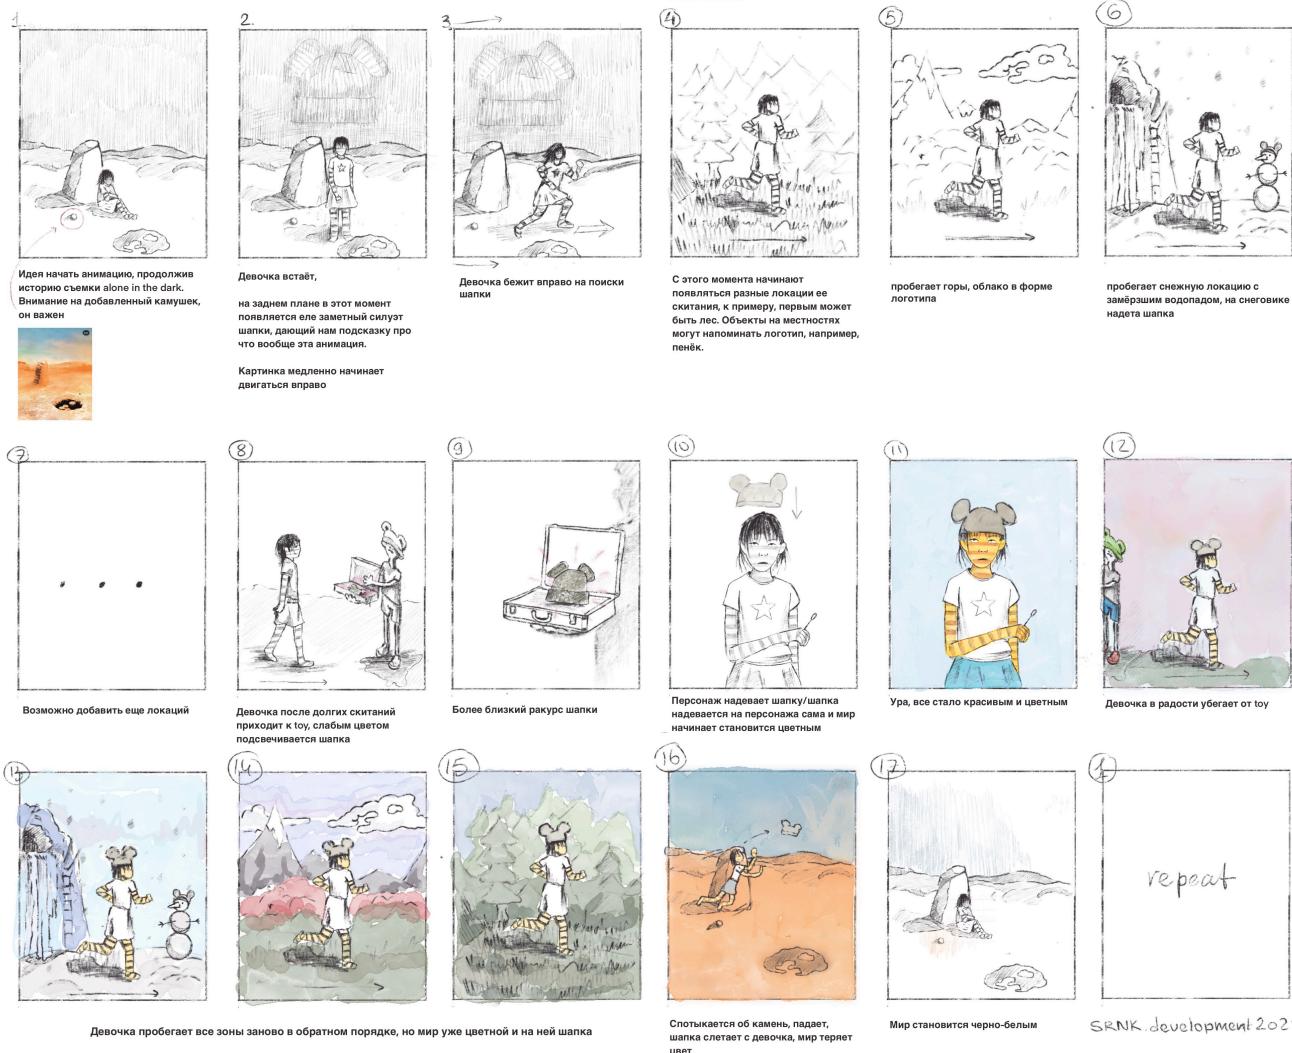 1.
2.
3.
4
5
6
Идея начать анимацию, продолжив
историю съемки alone in the dark.
Внимание на добавленный камушек,
он важен
Девочка встаёт,
на заднем плане в этот момент
появляется еле заметный силуэт
шапки, дающий нам подсказку про
что вообще эта анимация.
Картинка медленно начинает
двигаться вправо
Девочка бежит вправо на поиски
шапки
С этого момента начинают
появляться разные локации ее
скитания, к примеру, первым может
быть лес. Объекты на местностях
могут напоминать логотип, например,
пенёк.
пробегает горы, облако в форме
логотипа
пробегает снежную локацию с
замёрзшим водопадом, на снеговике
надета шапка
7
8
9
10
11
12
Возможно добавить еще локаций
Девочка после долгих скитаний
приходит к toy, слабым цветом
подсвечивается шапка
Более близкий ракурс шапки
Персонаж надевает шапку/шапка
надевается на персонажа сама и мир
начинает становится цветным
Ура, все стало красивым и цветным
Девочка в радости убегает от toy
13
14
15
16
17
1
repeat
Девочка пробегает все зоны заново в обратном порядке, но мир уже цветной и на ней шапка
Спотыкается об камень, падает,
шапка слетает с девочка, мир теряет
цвет
Мир становится черно-белым
SRNK.development 202